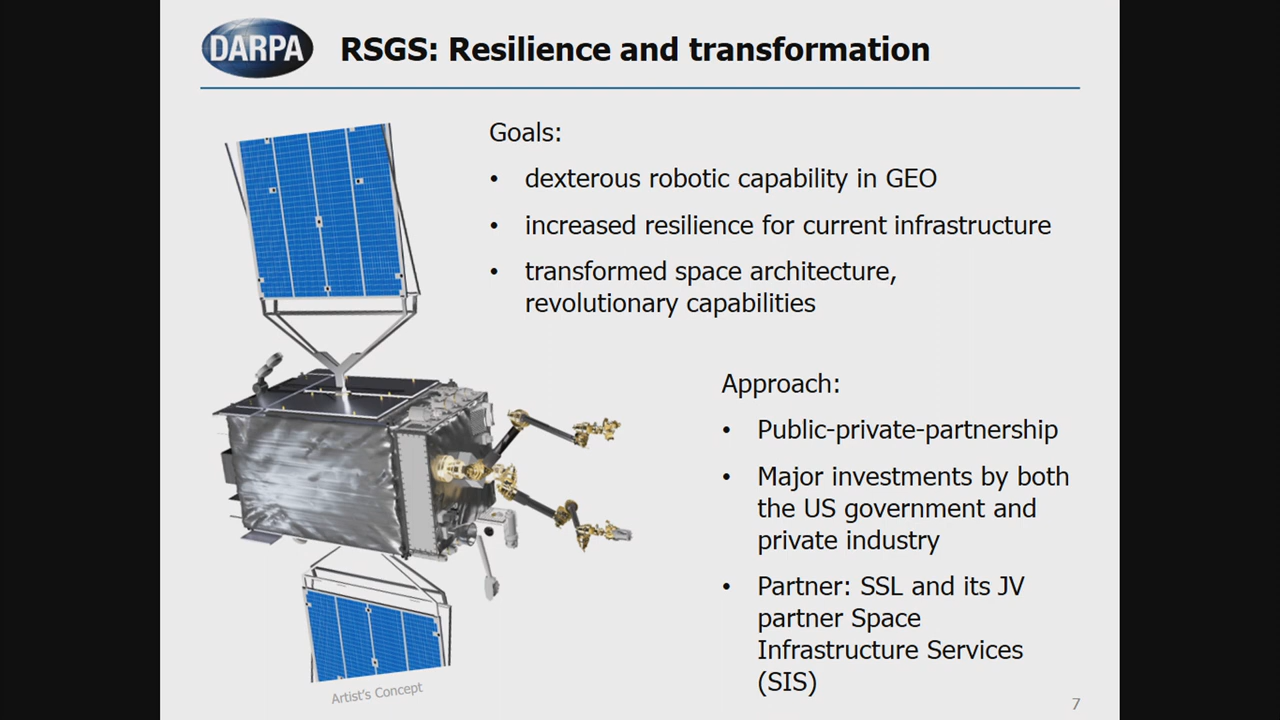 DARPA
RSGS: Resilience and transformation
Goals:
• dexterous robotic capability in GEO
• increased resilience for current infrastructure
• transformed space architecture,
revolutionary capabilities
Approach:
• Public-private-partnership
• Major investments by both
the US government and
private industry
• Partner: SSL and its JV
partner Space
Infrastructure Services
(SIS)
Artist's Concept
7